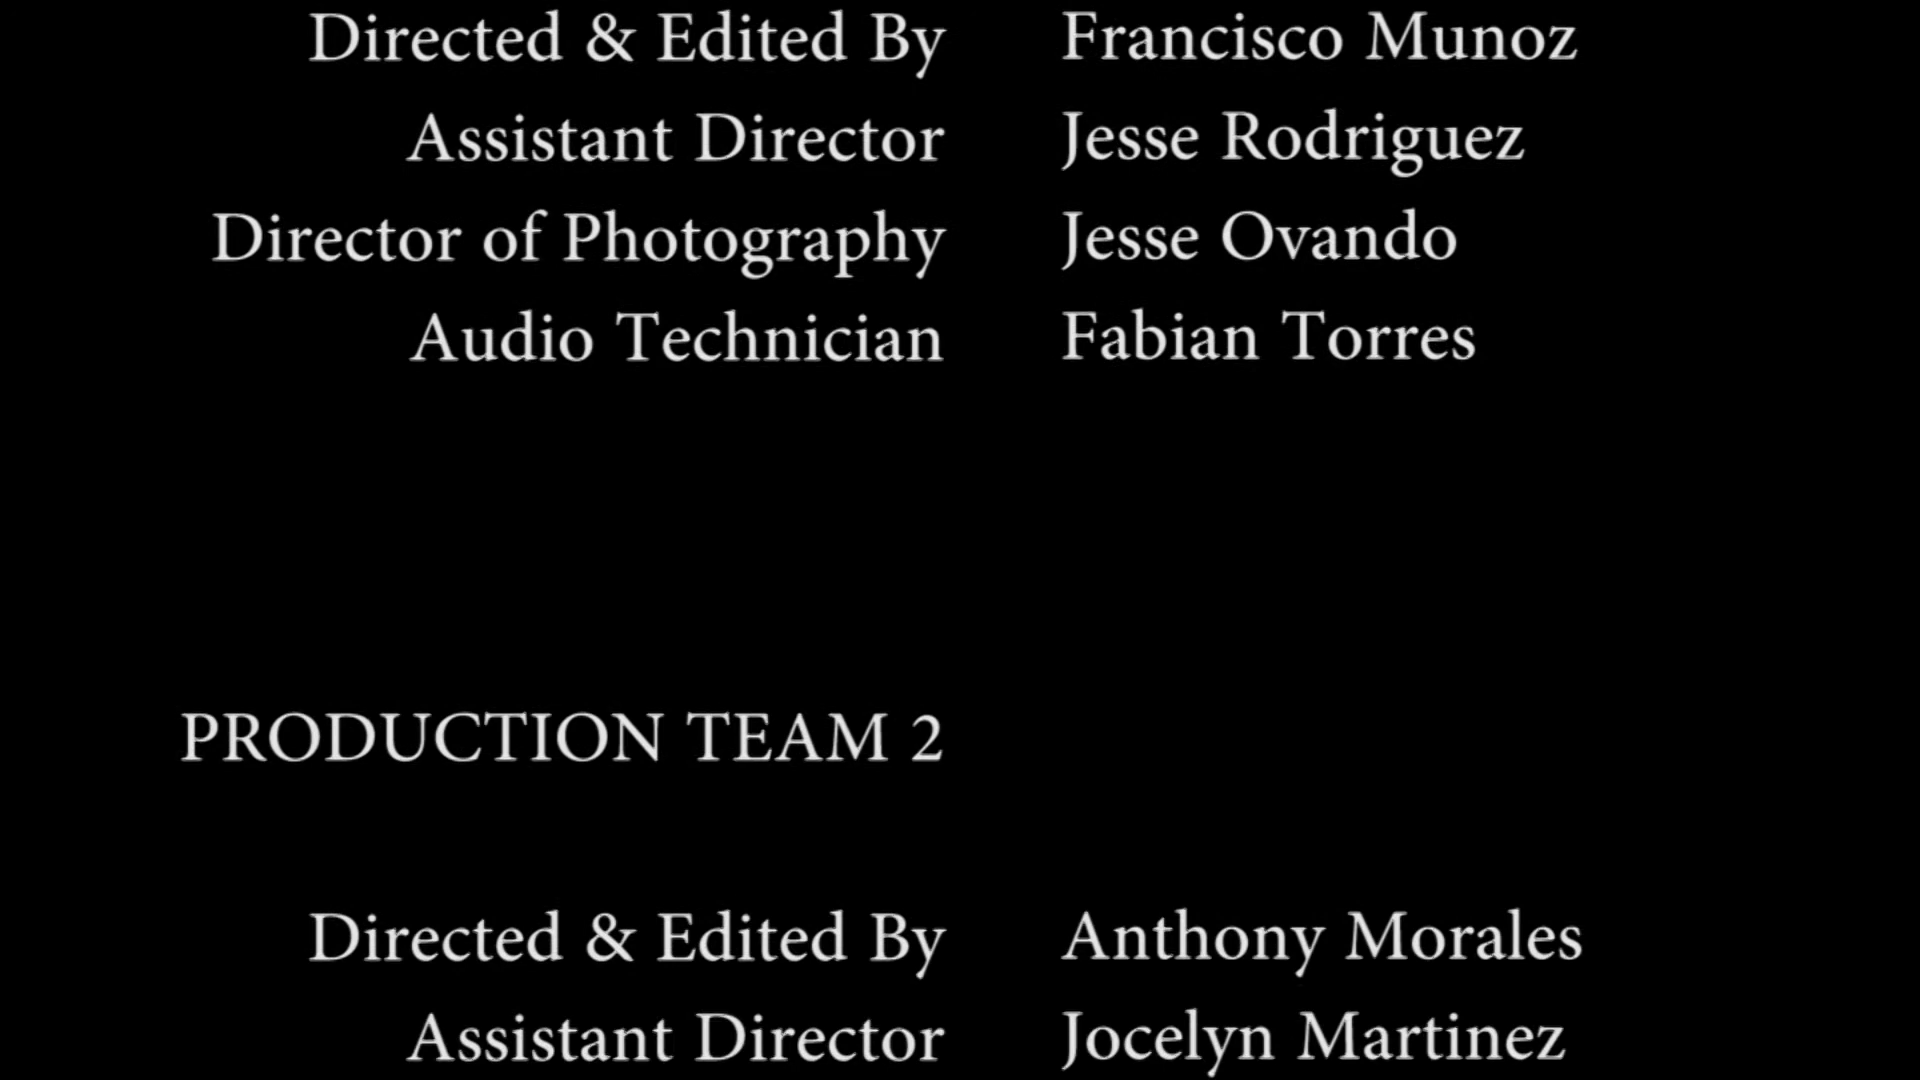 Directed & Edited By Francisco Munoz
Assistant Director Jesse Rodriguez
Director of Photography Jesse Ovando
Audio Technician Fabian Torres
PRODUCTION TEAM 2
Directed & Edited By Anthony Morales
Assistant Director Jocelyn Martinez